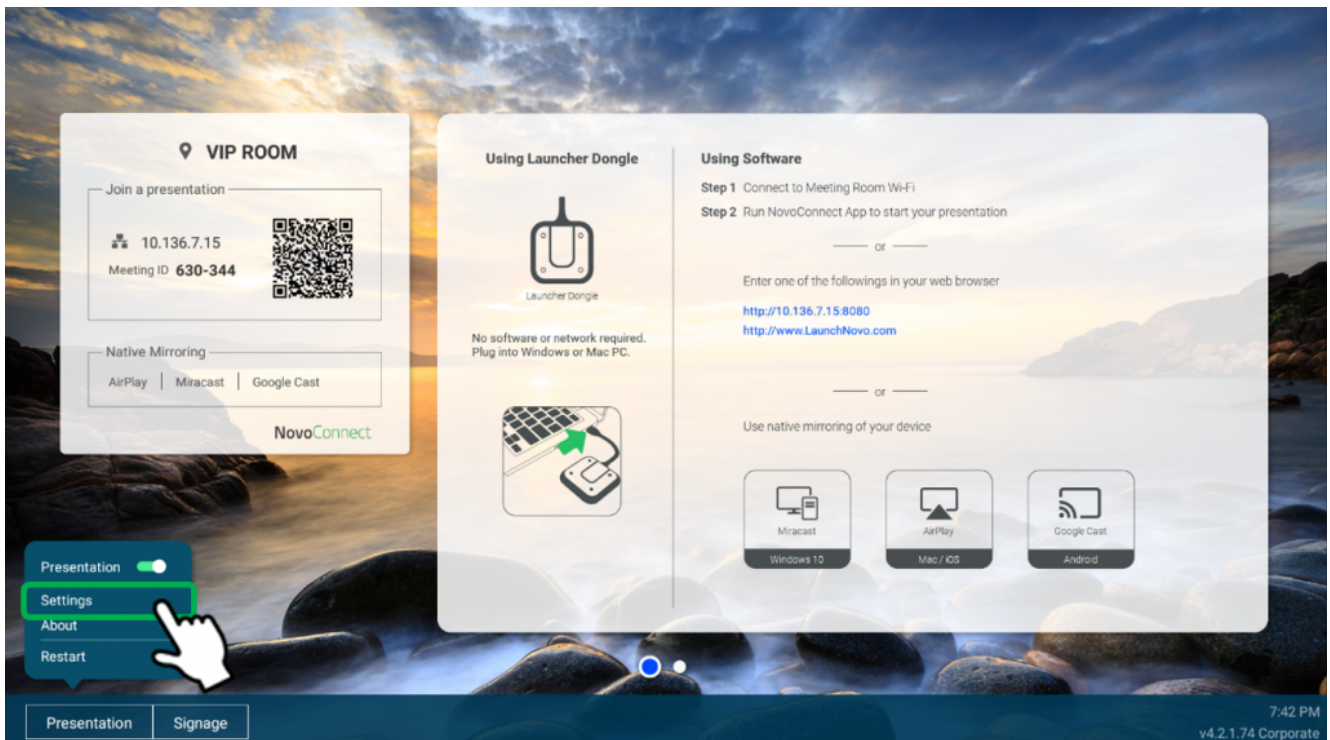 VIP ROOM
Join a presentation
10.136.7.15
Meeting ID 630-344
Native Mirroring
AirPlay | Miracast | Google Cast
NovoConnect
Using Launcher Dongle
Launcher Dongle
No software or network required.
Plug into Windows or Mac PC.
Using Software
Step 1 Connect to Meeting Room Wi-Fi
Step 2 Run NovoConnect App to start your presentation
or
Enter one of the followings in your web browser
http://10.136.7.15:8080
http://www.LaunchNovo.com
or
Use native mirroring of your device
Miracast
Windows 10
AirPlay
Mac / iOS
Google Cast
Android
Presentation
Settings
About
Restart
Presentation
Signage
7:42 PM
v4.2.1.74 Corporate